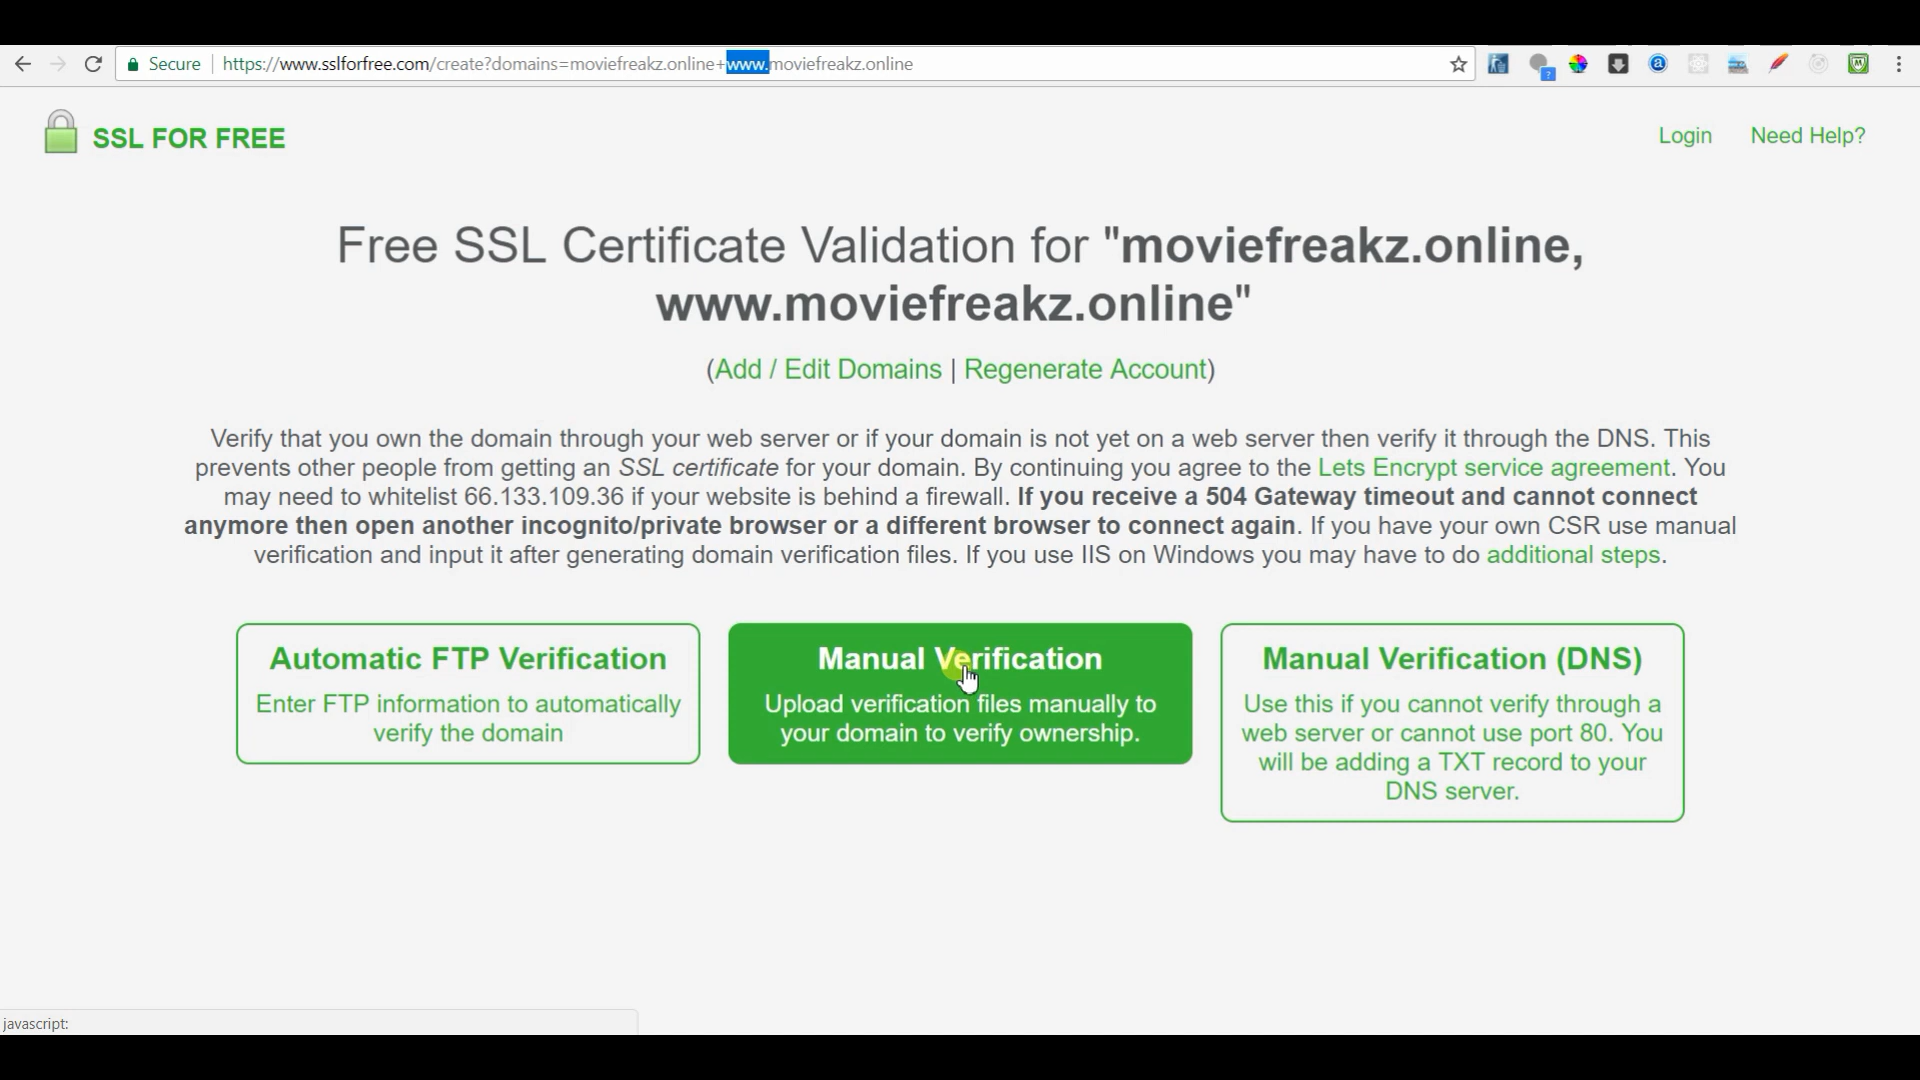 Secure https://www.sslforfree.com/create?domains=moviefreakz.online+www.moviefreakz.online
SSL FOR FREE
Login Need Help?
Free SSL Certificate Validation for "moviefreakz.online,
www.moviefreakz.online"
(Add / Edit Domains | Regenerate Account)
Verify that you own the domain through your web server or if your domain is not yet on a web server then verify it through the DNS. This
prevents other people from getting an SSL certificate for your domain. By continuing you agree to the Lets Encrypt service agreement. You
may need to whitelist 66.133.109.36 if your website is behind a firewall. If you receive a 504 Gateway timeout and cannot connect
anymore then open another incognito/private browser or a different browser to connect again. If you have your own CSR use manual
verification and input it after generating domain verification files. If you use IIS on Windows you may have to do additional steps.
Automatic FTP Verification
Enter FTP information to automatically
verify the domain
Manual Verification
Upload verification files manually to
your domain to verify ownership.
Manual Verification (DNS)
Use this if you cannot verify through a
web server or cannot use port 80. You
will be adding a TXT record to your
DNS server.
javascript: